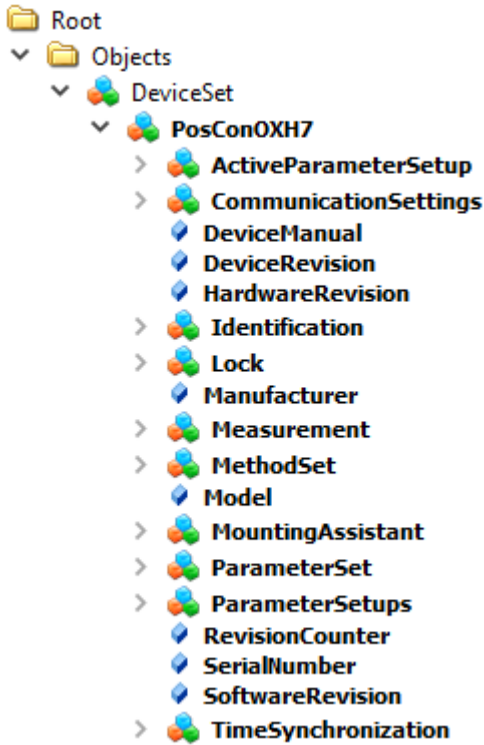 Root
Objects
DeviceSet
PosConOXH7
ActiveParameterSetup
CommunicationSettings
DeviceManual
DeviceRevision
HardwareRevision
Identification
Lock
Manufacturer
Measurement
MethodSet
Model
MountingAssistant
ParameterSet
ParameterSetups
RevisionCounter
SerialNumber
SoftwareRevision
TimeSynchronization